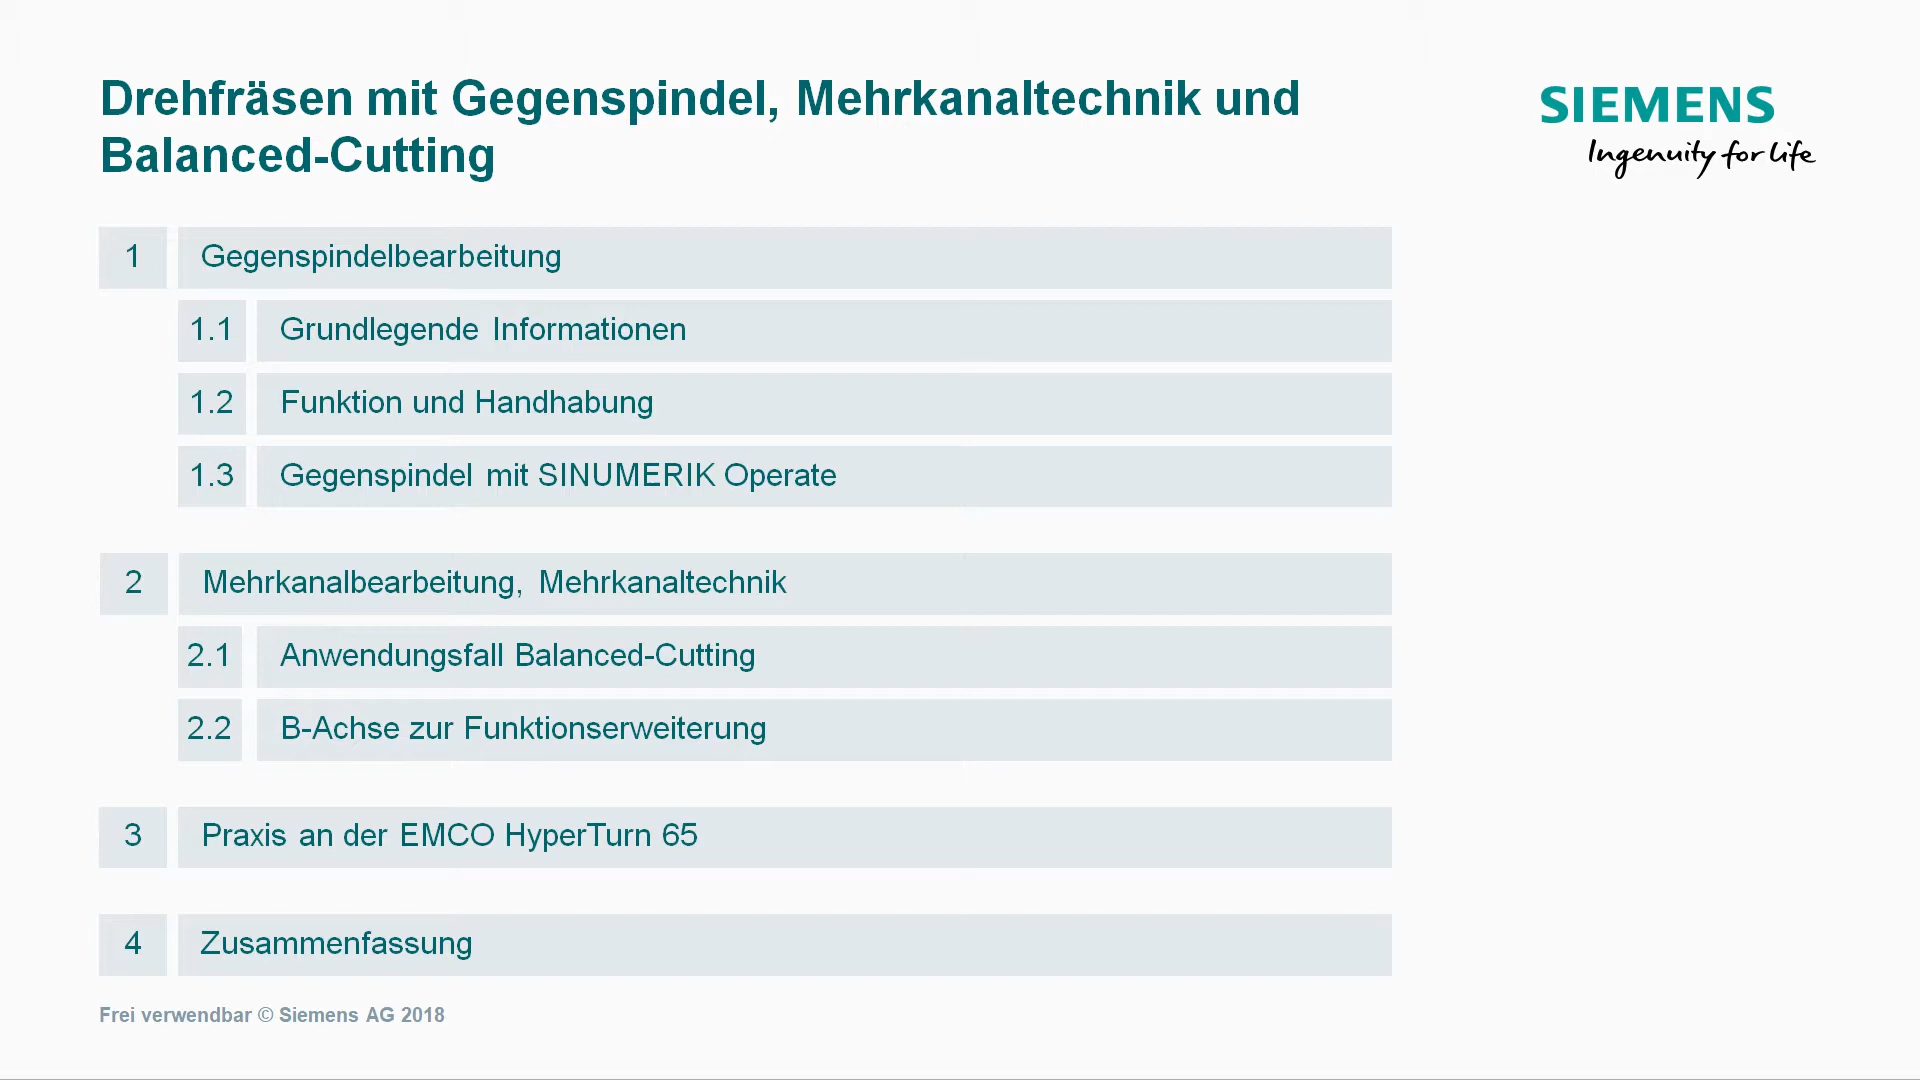 Drehfräsen mit Gegenspindel, Mehrkanaltechnik und
Balanced-Cutting
SIEMENS
Ingenuity for life
1 Gegenspindelbearbeitung
1.1 Grundlegende Informationen
1.2 Funktion und Handhabung
1.3 Gegenspindel mit SINUMERIK Operate
2 Mehrkanalbearbeitung, Mehrkanaltechnik
2.1 Anwendungsfall Balanced-Cutting
2.2 B-Achse zur Funktionserweiterung
3 Praxis an der EMCO HyperTurn 65
4 Zusammenfassung
Frei verwendbar © Siemens AG 2018